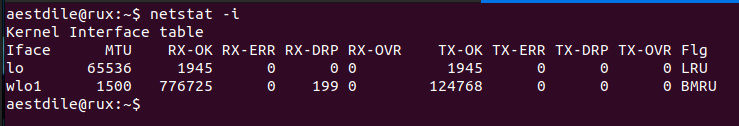 aestdile@rux:~$ netstat -i
Kernel Interface table
Iface      MTU    RX-OK RX-ERR RX-DRP RX-OVR    TX-OK TX-ERR TX-DRP TX-OVR Flg
lo       65536     1945      0      0 0          1945      0      0      0 LRU
wlo1      1500   776725      0    199 0        124768      0      0      0 BMRU
aestdile@rux:~$